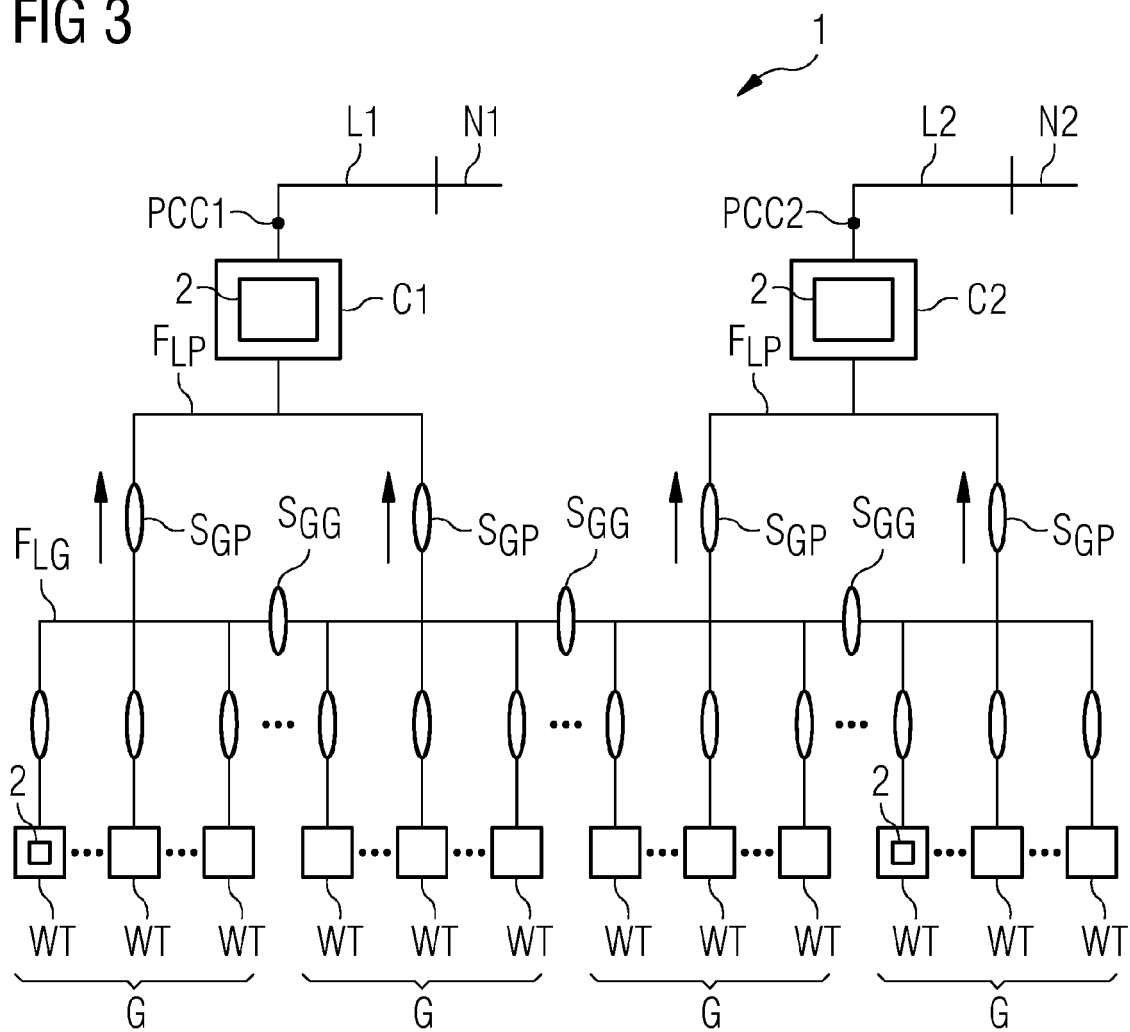 FIG 3
1
L1 N1 L2 N2
PCC1 PCC2
2 C1 2 C2
FLP FLP
SGP SGG SGP SGG SGP SGG SGP
FLG
... ... ...
2 2
... ... ... ... ... ... ... ...
WT WT WT WT WT WT WT WT WT WT WT WT
G G G G